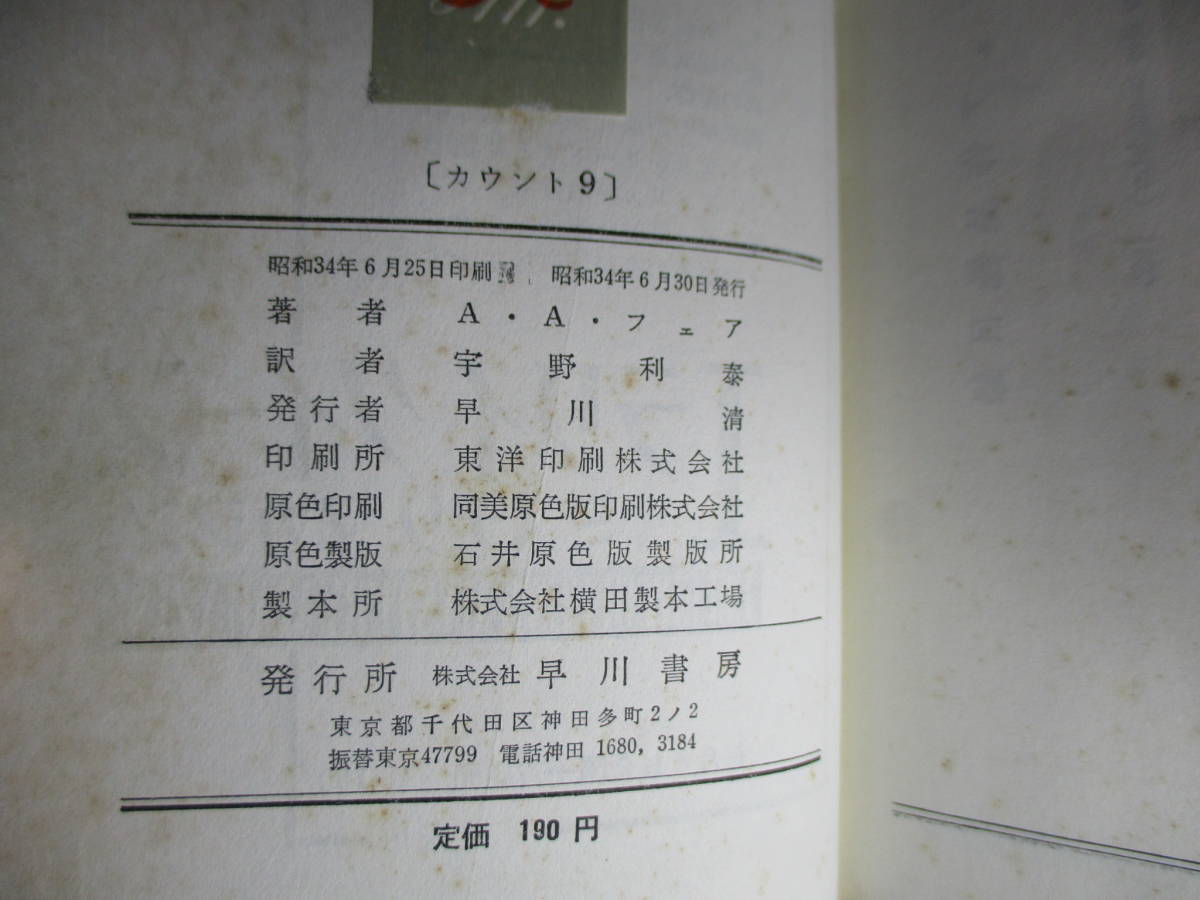 〔カウント9〕
昭和34年6月25日印刷 昭和34年6月30日発行
著者 A・A・フェア
訳者 宇野利泰
発行者 早川清
印刷所 東洋印刷株式会社
原色印刷 同美原色版印刷株式会社
原色製版 石井原色版製版所
製本所 株式会社横田製本工場
発行所 株式会社 早川書房
東京都千代田区神田多町2ノ2
振替東京47799 電話神田 1680, 3184
定価 190円